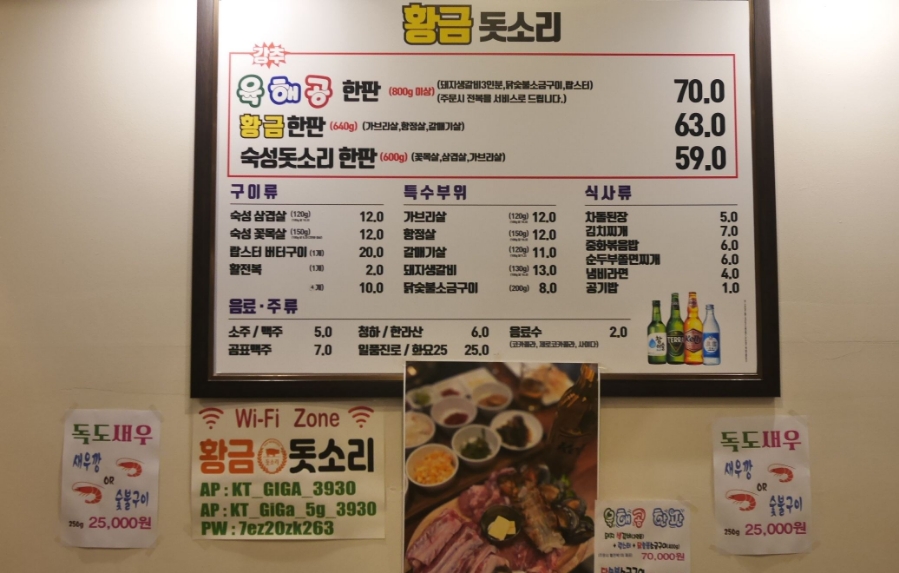 황금 돗소리
강추
육해공 한판 (800g 이상) (돼지생갈비3인분,닭숯불소금구이,랍스터) 70.0
(주문시 전복을 서비스로 드립니다.)
황금한판 (640g) (가브리살,항정살,갈매기살) 63.0
숙성돗소리 한판 (600g) (꽃목살,삼겹살,가브리살) 59.0
구이류
숙성 삼겹살 (120g) 12.0
숙성 꽃목살 (150g) 12.0
랍스터 버터구이 (1개) 20.0
활전복 (1개) 2.0
10.0
특수부위
가브리살 (120g) 12.0
항정살 (150g) 12.0
갈매기살 (120g) 11.0
돼지생갈비 (130g) 13.0
닭숯불소금구이 (200g) 8.0
식사류
차돌된장 5.0
김치찌개 7.0
중화볶음밥 6.0
순두부쫄면찌개 6.0
냄비라면 4.0
공기밥 1.0
음료·주류
소주 / 맥주 5.0
곰표맥주 7.0
청하 / 한라산 6.0
일품진로 / 화요25 25.0
음료수 2.0
(코카콜라, 제로코카콜라, 사이다)
독도새우
새우깡
OR
숯불구이
250g 25,000원
Wi-Fi Zone
황금 돗소리
AP : KT_GIGA_3930
AP : KT_GiGa_5g_3930
PW : 7ez20zk263
육해공 한판
70,000원
독도새우
새우깡
OR
숯불구이
250g 25,000원